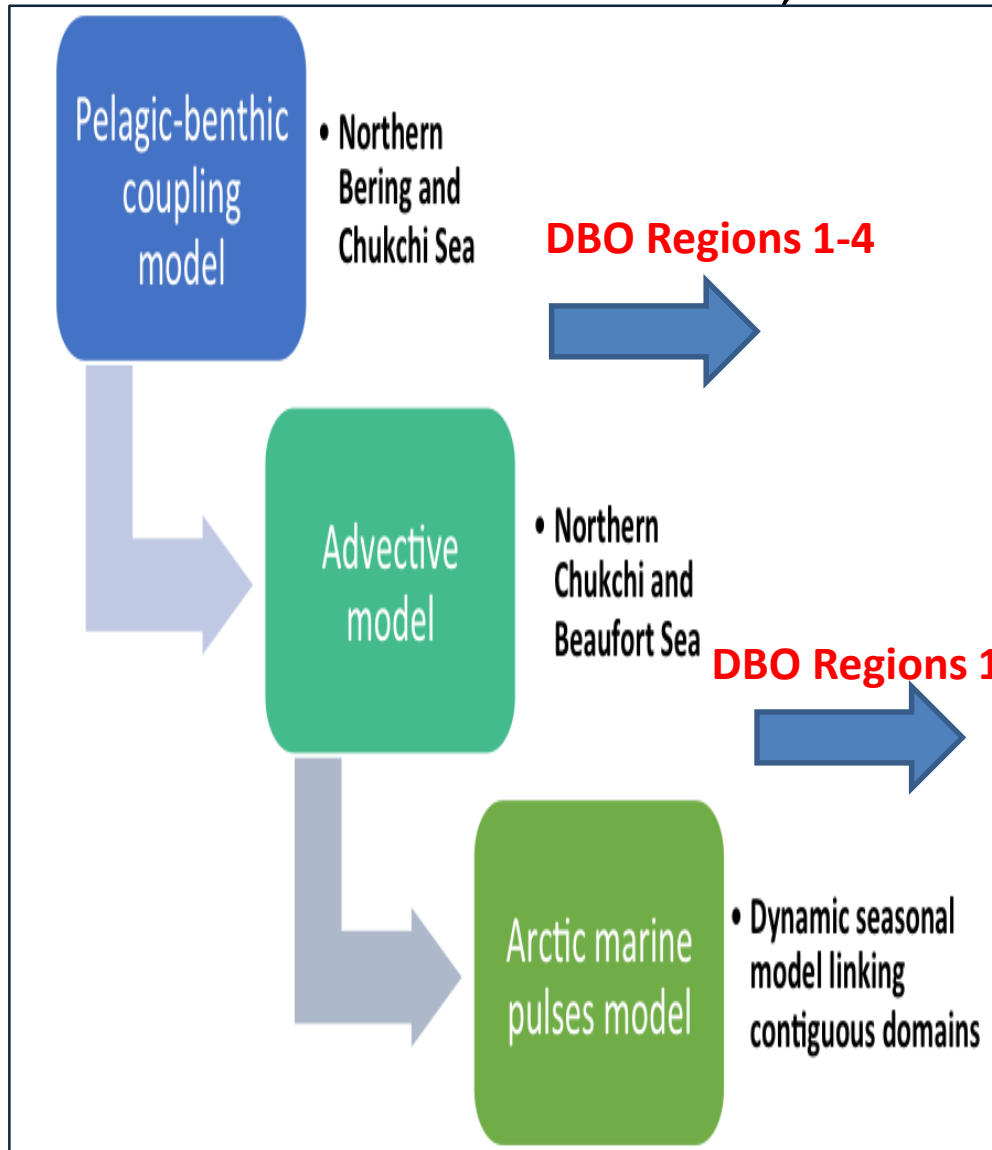 Pelagic-benthic
coupling
model
• Northern
Bering and
Chukchi Sea
DBO Regions 1-4
Advective
model
• Northern
Chukchi and
Beaufort Sea
DBO Regions 1
Arctic marine
pulses model
• Dynamic seasonal
model linking
contiguous domains